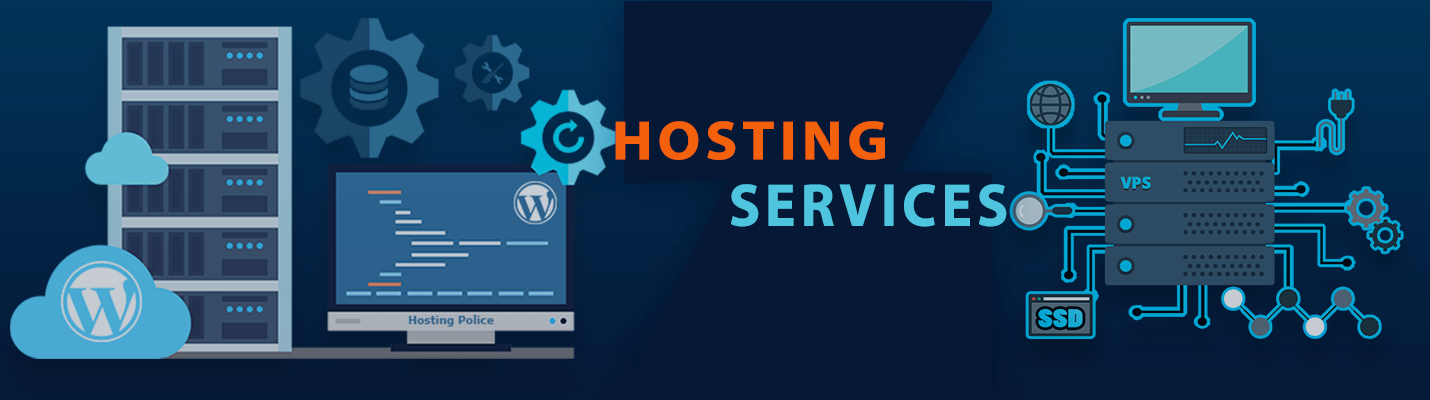 HOSTING
SERVICES
VPS
Hosting Police
SSD